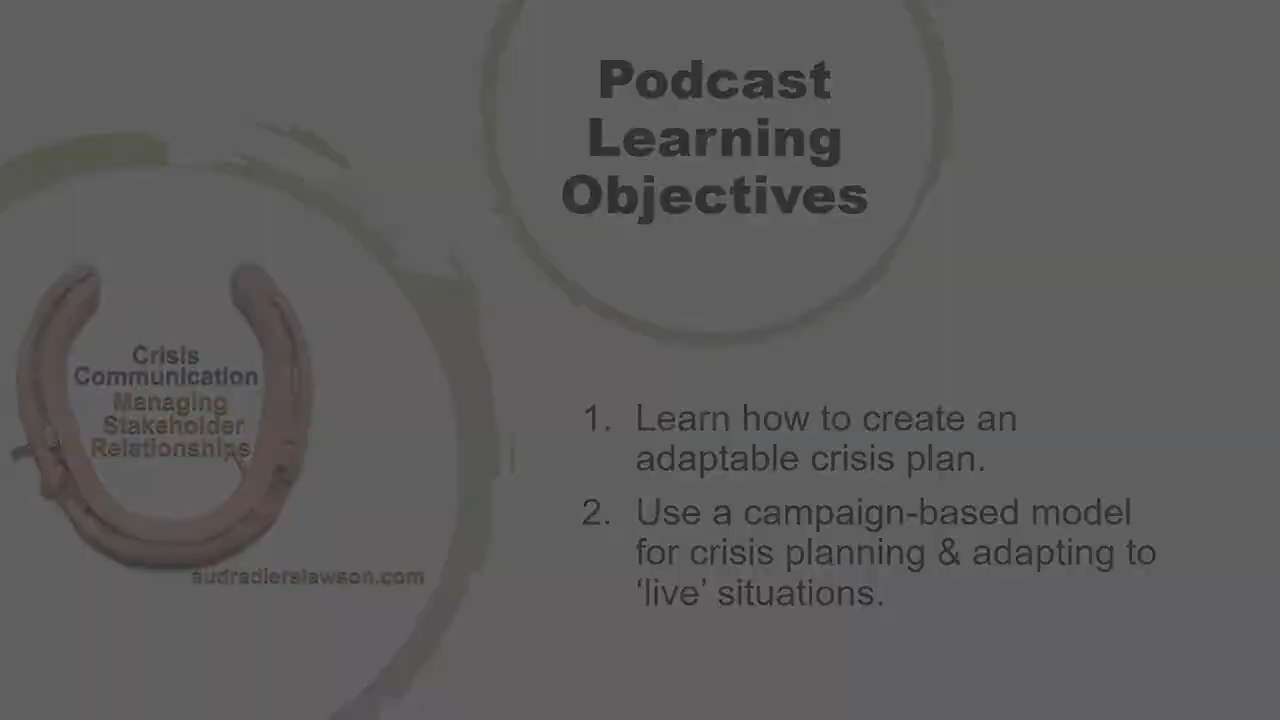 Podcast
Learning
Objectives
Crisis
Communication
Managing
Stakeholder
Relationships
audradierslawson.com
1. Learn how to create an
adaptable crisis plan.
2. Use a campaign-based model
for crisis planning & adapting to
‘live’ situations.